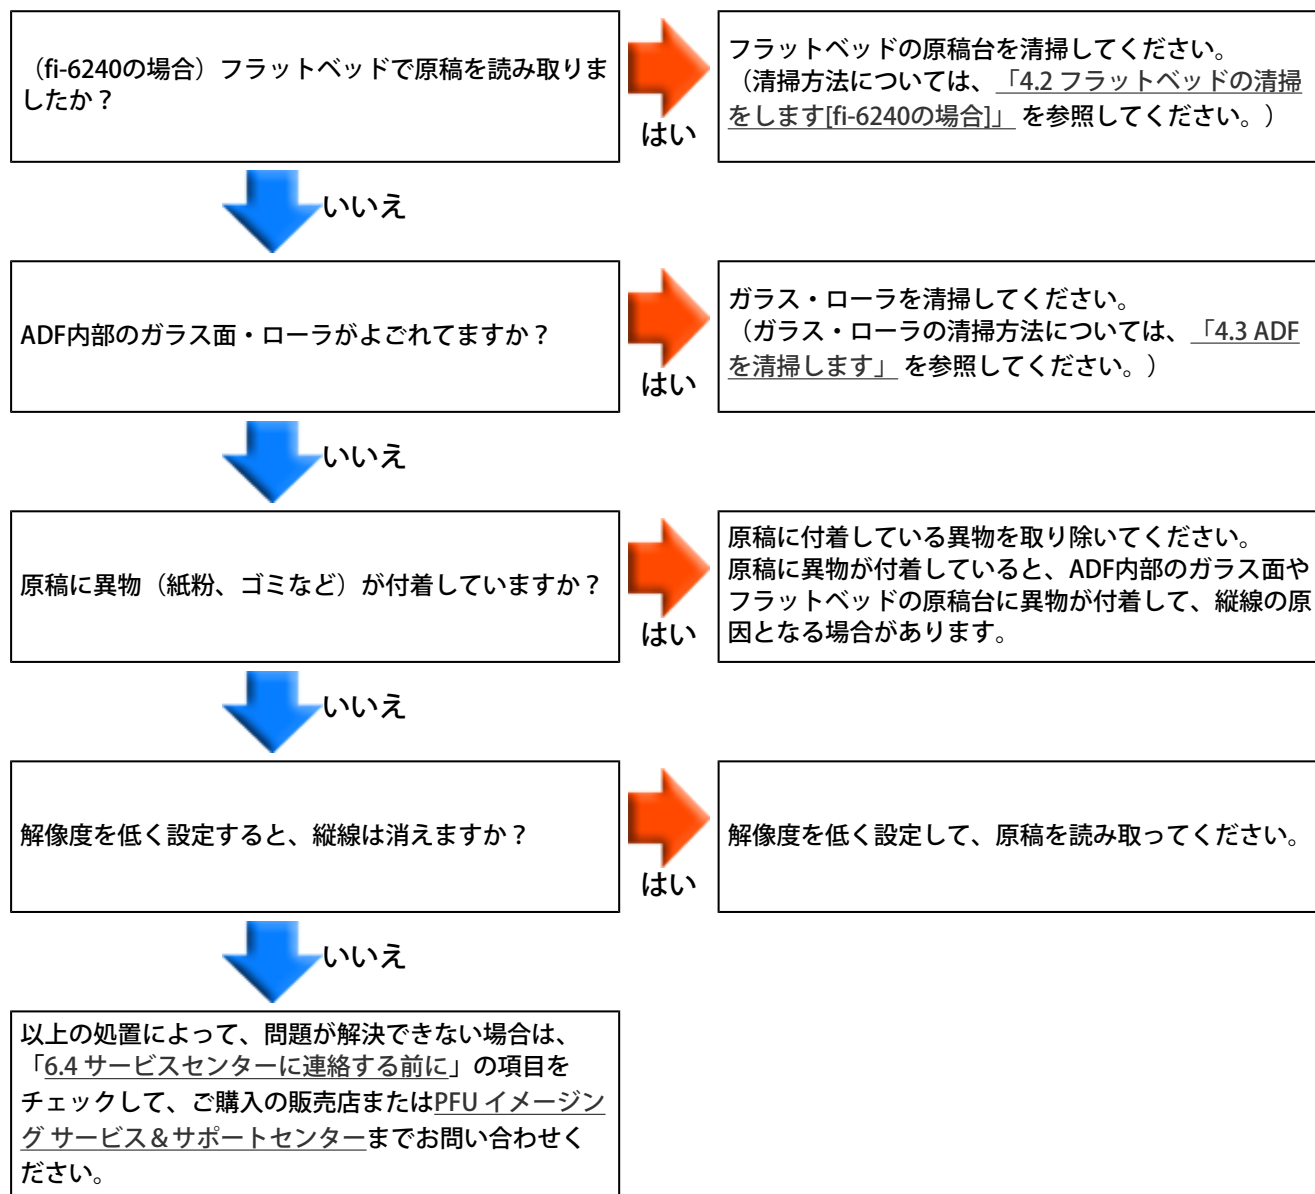 （fi-6240の場合）フラットベッドで原稿を読み取りま
したか？
はい
フラットベッドの原稿台を清掃してください。
（清掃方法については、「4.2 フラットベッドの清掃
をします[fi-6240の場合]」 を参照してください。）
いいえ
ADF内部のガラス面・ローラがよごれてますか？
はい
ガラス・ローラを清掃してください。
（ガラス・ローラの清掃方法については、「4.3 ADF
を清掃します」 を参照してください。）
いいえ
原稿に異物（紙粉、ゴミなど）が付着していますか？
はい
原稿に付着している異物を取り除いてください。
原稿に異物が付着していると、ADF内部のガラス面や
フラットベッドの原稿台に異物が付着して、縦線の原
因となる場合があります。
いいえ
解像度を低く設定すると、縦線は消えますか？
はい
解像度を低く設定して、原稿を読み取ってください。
いいえ
以上の処置によって、問題が解決できない場合は、
「6.4 サービスセンターに連絡する前に」の項目を
チェックして、ご購入の販売店またはPFU イメージン
グ サービス＆サポートセンターまでお問い合わせく
ださい。